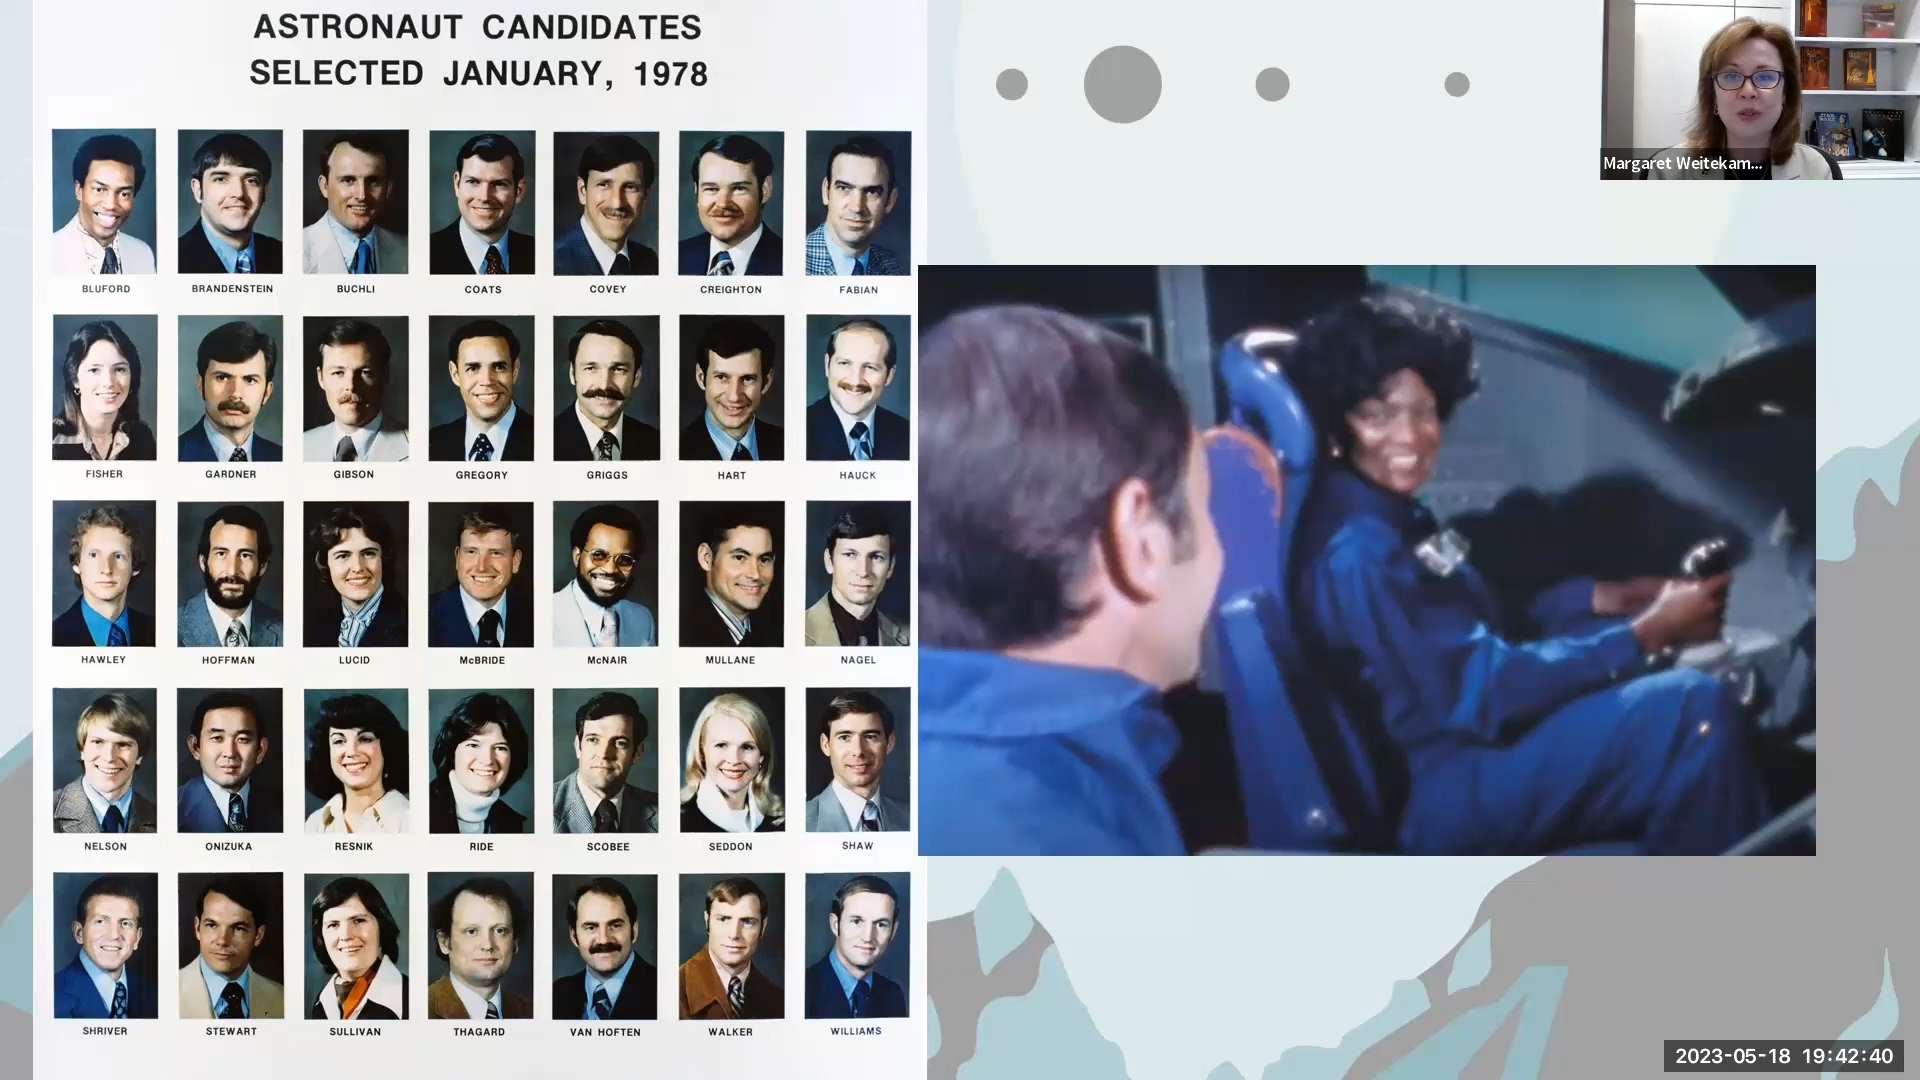 ASTRONAUT CANDIDATES
SELECTED JANUARY, 1978
BLUFORD BRANDENSTEIN BUCHLI COATS COVEY CREIGHTON FABIAN
FISHER GARDNER GIBSON GREGORY GRIGGS HART HAUCK
HAWLEY HOFFMAN LUCID McBRIDE McNAIR MULLANE NAGEL
NELSON ONIZUKA RESNIK RIDE SCOBEE SEDDON SHAW
SHRIVER STEWART SULLIVAN THAGARD VAN HOFTEN WALKER WILLIAMS
Margaret Weitekam...
STAR
WARS
2023-05-18 19:42:40